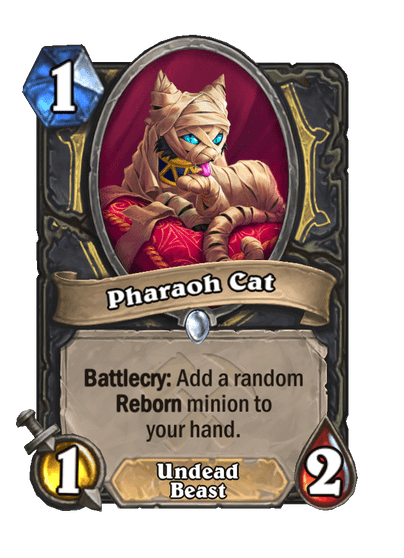 1
Pharaoh Cat
Battlecry: Add a random
Reborn minion to
your hand.
1
Undead
Beast
2